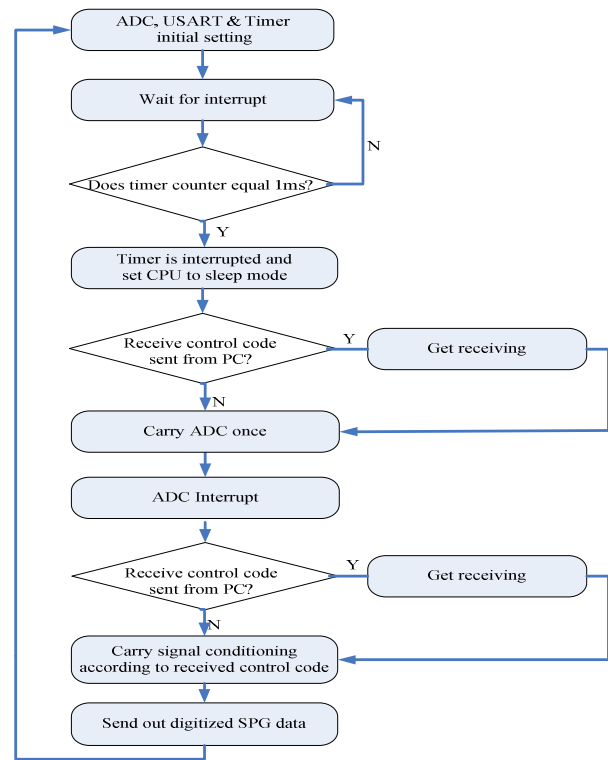 ADC, USART & Timer
initial setting
Wait for interrupt
N
Does timer counter equal 1ms?
Y
Timer is interrupted and
set CPU to sleep mode
Receive control code
sent from PC?
Y
Get receiving
N
Carry ADC once
ADC Interrupt
Receive control code
sent from PC?
Y
Get receiving
N
Carry signal conditioning
according to received control code
Send out digitized SPG data